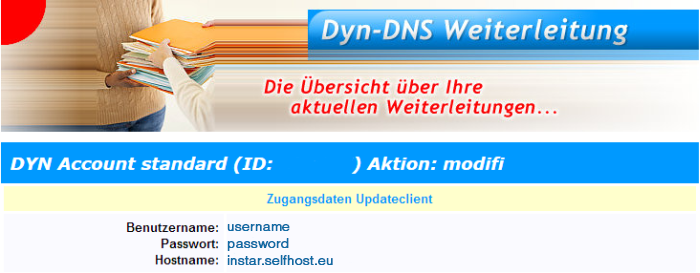 Dyn-DNS Weiterleitung
Die Übersicht über Ihre
aktuellen Weiterleitungen...
DYN Account standard (ID: ) Aktion: modifi
Zugangsdaten Updateclient
Benutzername: username
Passwort: password
Hostname: instar.selfhost.eu